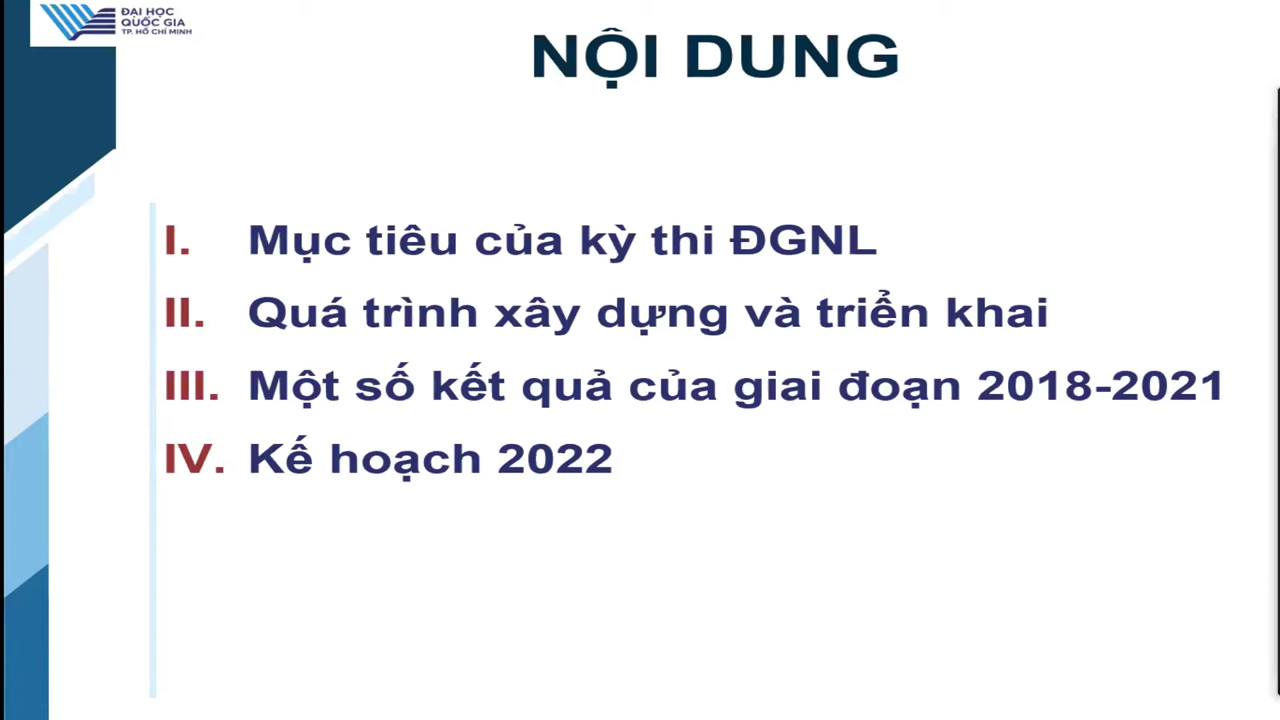 ĐẠI HỌC
QUỐC GIA
TP. HỒ CHÍ MINH
NỘI DUNG
I. Mục tiêu của kỳ thi ĐGNL
II. Quá trình xây dựng và triển khai
III. Một số kết quả của giai đoạn 2018-2021
IV. Kế hoạch 2022